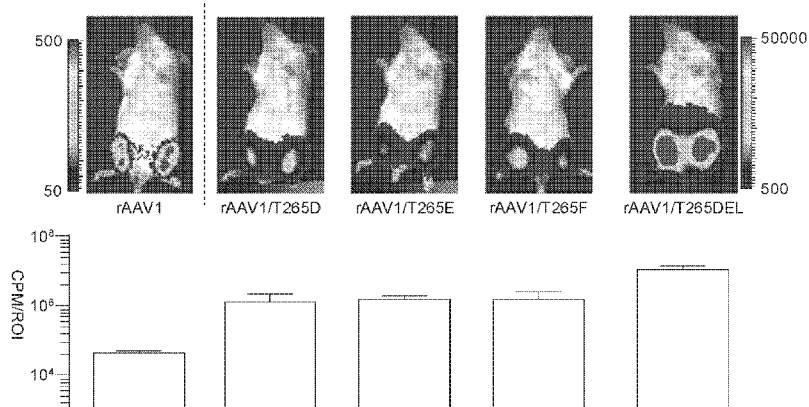 500
50
50000
500
rAAV1
rAAV1/T265D
rAAV1/T265E
rAAV1/T265F
rAAV1/T265DEL
CPM/ROI
10⁸
10⁶
10⁴